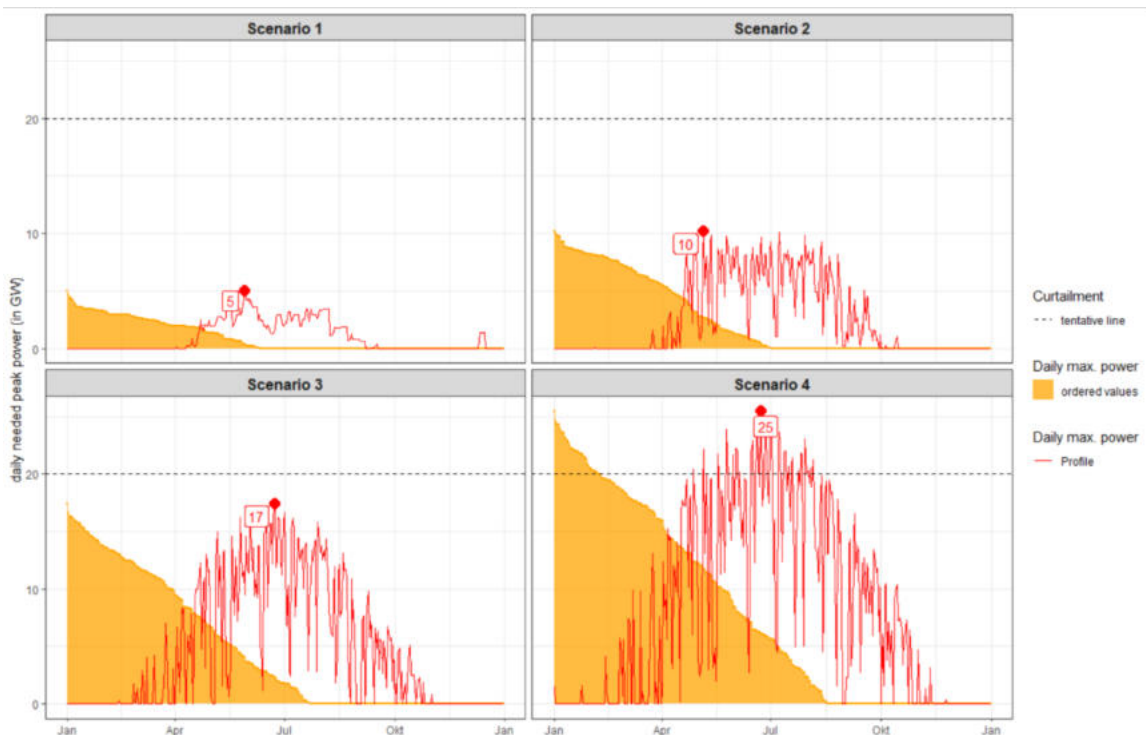 Scenario 1
Scenario 2
20
10
0
5
10
Scenario 3
Scenario 4
20
10
0
17
25
Jan
Apr
Jul
Okt
Jan
Jan
Apr
Jul
Okt
Jan
daily needed peak power (in GW)
Curtailment
tentative line
Daily max. power
ordered values
Daily max. power
Profile